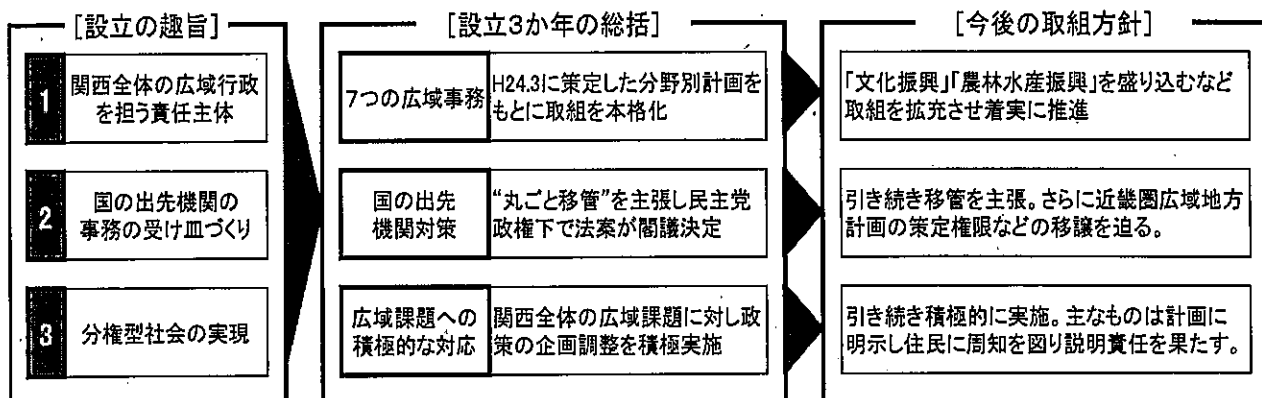 [設立の趣旨]
1
関西全体の広域行政
を担う責任主体
2
国の出先機関の
事務の受け皿づくり
3
分権型社会の実現
[設立3か年の総括]
7つの広域事務
H24.3に策定した分野別計画を
もとに取組を本格化
国の出先
機関対策
“丸ごと移管”を主張し民主党
政権下で法案が閣議決定
広域課題への
積極的な対応
関西全体の広域課題に対し政
策の企画調整を積極実施
[今後の取組方針]
「文化振興」「農林水産振興」を盛り込むなど
取組を拡充させ着実に推進
引き続き移管を主張。さらに近畿圏広域地方
計画の策定権限などの移譲を迫る。
引き続き積極的に実施。主なものは計画に
明示し住民に周知を図り説明責任を果たす。